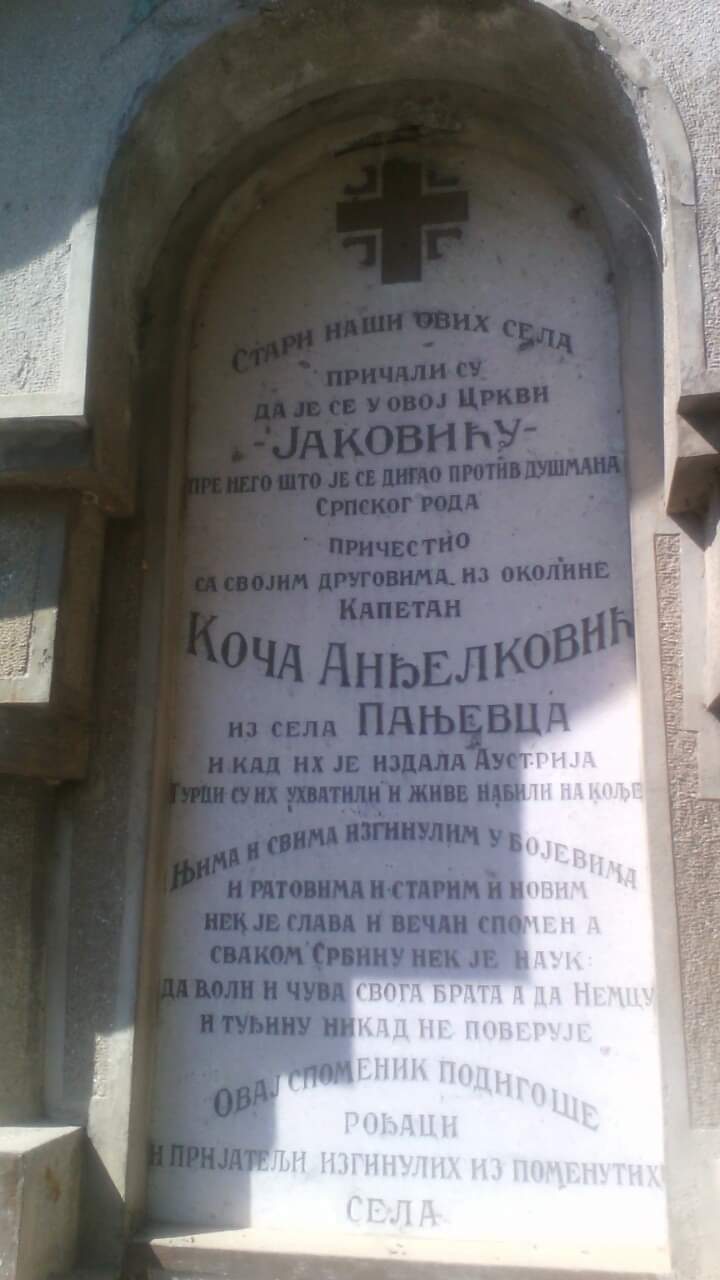 Стари наши ових села
причали су
да је се у овој Цркви
-Јаковићу-
пре него што је се дигао против душмана
Српског рода
причестио
са својим друговима из околине
Капетан
Коча Анђелковић
из села Пањевца
и кад их је издала Аустрија
Турци су их ухватили и живе набили на коље
Њима и свима изгинулим у бојевима
и ратовима и старим и новим
нек је слава и вечан спомен а
сваком Србину нек је наук:
да воли и чува свога брата а да Немцу
и туђину никад не поверује
Овај споменик подигоше
рођаци
и пријатељи изгинулих из поменутих
села